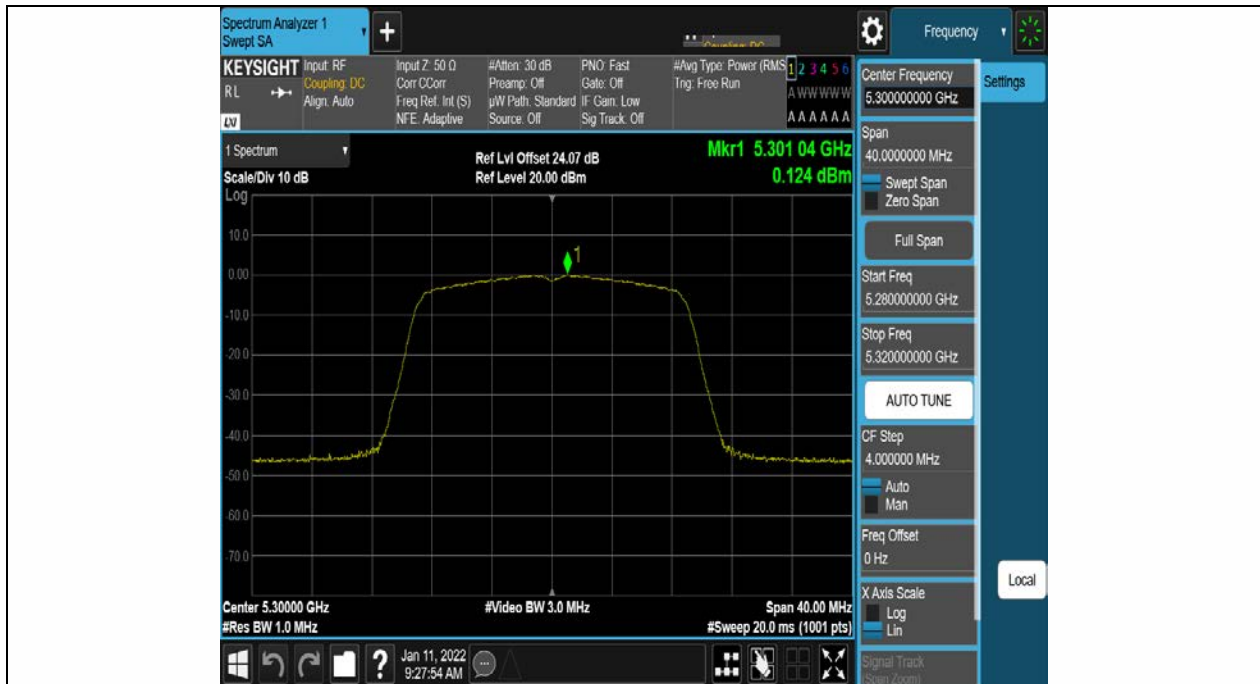 Spectrum Analyzer 1
Swept SA
+
Coupling: DC
Frequency
KEYSIGHT
RL
LXI
Input: RF
Coupling: DC
Align: Auto
Input Z: 50 Ω
Corr CCorr
Freq Ref: Int (S)
NFE: Adaptive
#Atten: 30 dB
Preamp: Off
µW Path: Standard
Source: Off
PNO: Fast
Gate: Off
IF Gain: Low
Sig Track: Off
#Avg Type: Power (RMS
Trig: Free Run
1 2 3 4 5 6
A W W W W W
A A A A A A
1 Spectrum
Scale/Div 10 dB
Ref Lvl Offset 24.07 dB
Ref Level 20.00 dBm
Mkr1 5.301 04 GHz
0.124 dBm
Log
10.0
0.00
-10.0
-20.0
-30.0
-40.0
-50.0
-60.0
-70.0
1
Center 5.30000 GHz
#Res BW 1.0 MHz
#Video BW 3.0 MHz
Span 40.00 MHz
#Sweep 20.0 ms (1001 pts)
Center Frequency
5.300000000 GHz
Span
40.0000000 MHz
Swept Span
Zero Span
Full Span
Start Freq
5.280000000 GHz
Stop Freq
5.320000000 GHz
AUTO TUNE
CF Step
4.000000 MHz
Auto
Man
Freq Offset
0 Hz
X Axis Scale
Log
Lin
Signal Track
(Span Zoom)
Settings
Local
?
Jan 11, 2022
9:27:54 AM